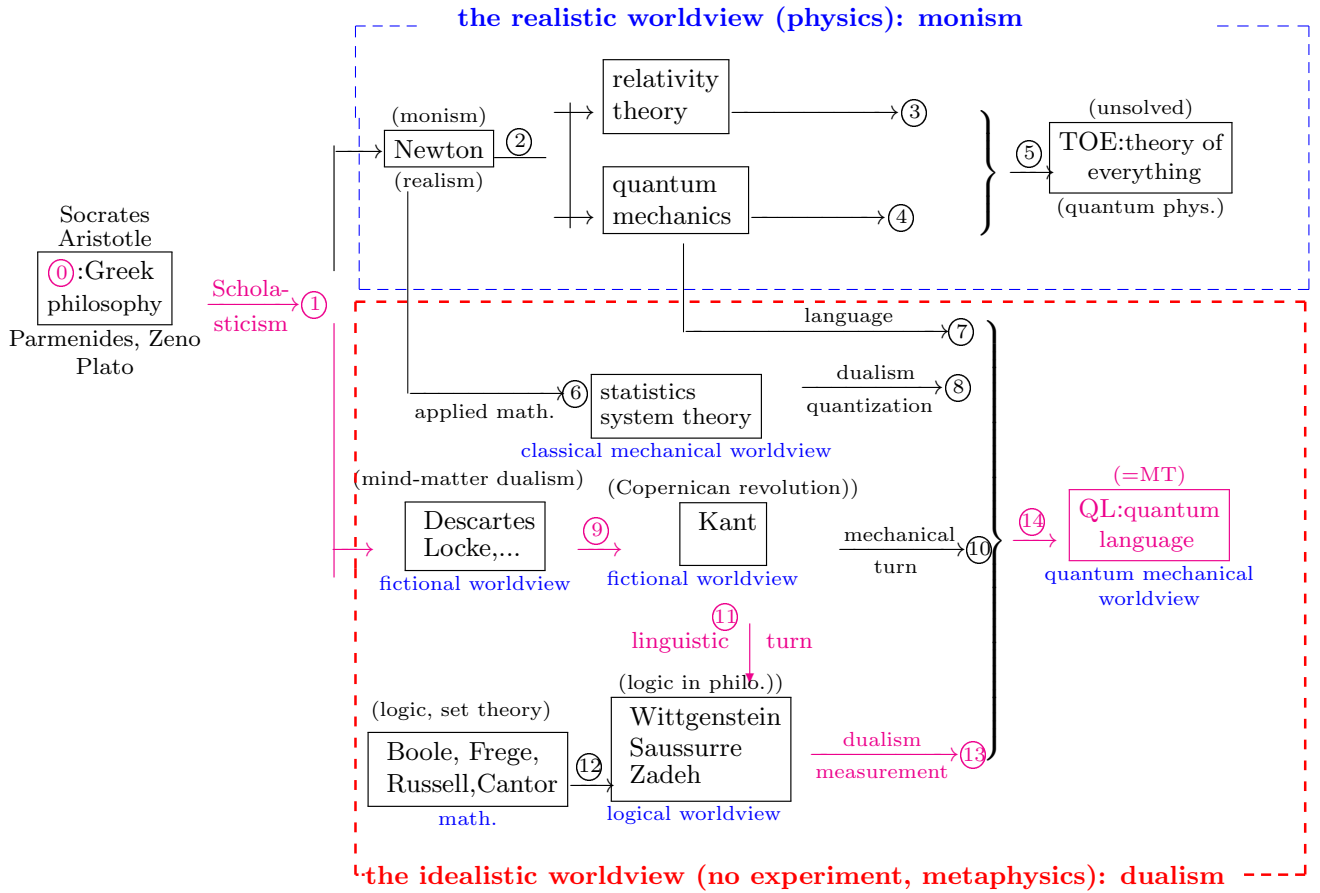 the realistic worldview (physics): monism
(monism)
②
Newton
(realism)
relativity
theory
③
quantum
mechanics
④
⑤
(unsolved)
TOE:theory of
everything
(quantum phys.)
Socrates
Aristotle
⓪:Greek
philosophy
Parmenides, Zeno
Plato
Schola-
sticism
①
language
⑦
applied math.
⑥
statistics
system theory
classical mechanical worldview
dualism
quantization
⑧
(mind-matter dualism)
Descartes
Locke,...
fictional worldview
⑨
(Copernican revolution))
Kant
fictional worldview
mechanical
turn
⑩
⑭
(=MT)
QL:quantum
language
quantum mechanical
worldview
⑪
linguistic turn
(logic, set theory)
Boole, Frege,
Russell,Cantor
math.
⑫
(logic in philo.))
Wittgenstein
Saussurre
Zadeh
logical worldview
dualism
measurement
⑬
the idealistic worldview (no experiment, metaphysics): dualism